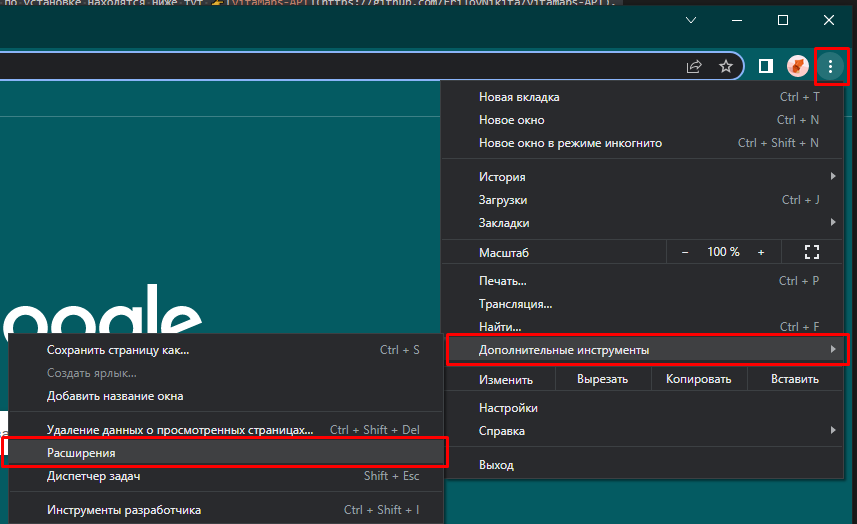 по установке находятся ниже тут 👉[VitaMaps-API](https://github.com/ErilovNikita/vitamaps-API).
Новая вкладка Ctrl + T
Новое окно Ctrl + N
Новое окно в режиме инкогнито Ctrl + Shift + N
История
Загрузки Ctrl + J
Закладки
Масштаб − 100 % +
Печать... Ctrl + P
Трансляция...
Найти... Ctrl + F
Дополнительные инструменты
Изменить Вырезать Копировать Вставить
Настройки
Справка
Выход
oogle
Сохранить страницу как... Ctrl + S
Создать ярлык...
Добавить название окна
Удаление данных о просмотренных страницах... Ctrl + Shift + Del
Расширения
Диспетчер задач Shift + Esc
Инструменты разработчика Ctrl + Shift + I